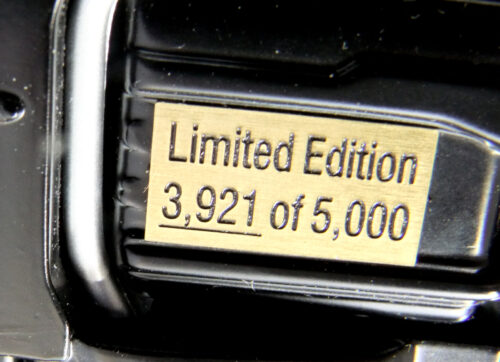 Limited Edition
3,921 of 5,000